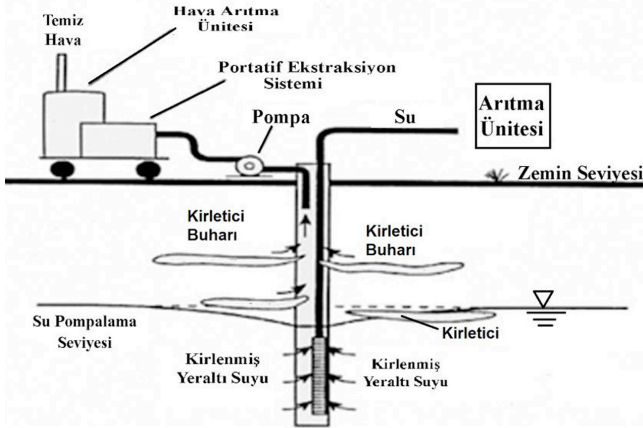 Hava Arıtma
Ünitesi
Temiz
Hava
Portatif Ekstraksiyon
Sistemi
Pompa
Su
Arıtma
Ünitesi
Zemin Seviyesi
Kirletici
Buharı
Kirletici
Buharı
Su Pompalama
Seviyesi
Kirletici
Kirlenmiş
Yeraltı Suyu
Kirlenmiş
Yeraltı Suyu